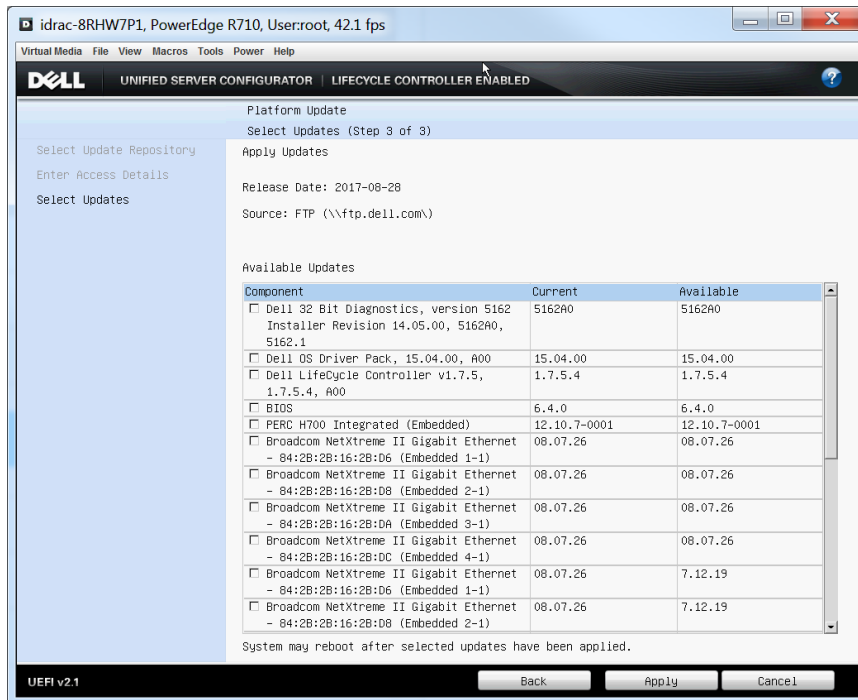 idrac-8RHW7P1, PowerEdge R710, User:root, 42.1 fps
Virtual Media File View Macros Tools Power Help
DELL UNIFIED SERVER CONFIGURATOR | LIFECYCLE CONTROLLER ENABLED ?
Platform Update
Select Updates (Step 3 of 3)
Select Update Repository
Enter Access Details
Select Updates
Apply Updates
Release Date: 2017-08-28
Source: FTP (\\ftp.dell.com\)
Available Updates
Component Current Available
Dell 32 Bit Diagnostics, version 5162 5162A0 5162A0
Installer Revision 14.05.00, 5162A0,
5162.1
Dell OS Driver Pack, 15.04.00, A00 15.04.00 15.04.00
Dell LifeCycle Controller v1.7.5, 1.7.5.4 1.7.5.4
1.7.5.4, A00
BIOS 6.4.0 6.4.0
PERC H700 Integrated (Embedded) 12.10.7-0001 12.10.7-0001
Broadcom NetXtreme II Gigabit Ethernet 08.07.26 08.07.26
- 84:2B:2B:16:2B:D6 (Embedded 1-1)
Broadcom NetXtreme II Gigabit Ethernet 08.07.26 08.07.26
- 84:2B:2B:16:2B:D8 (Embedded 2-1)
Broadcom NetXtreme II Gigabit Ethernet 08.07.26 08.07.26
- 84:2B:2B:16:2B:DA (Embedded 3-1)
Broadcom NetXtreme II Gigabit Ethernet 08.07.26 08.07.26
- 84:2B:2B:16:2B:DC (Embedded 4-1)
Broadcom NetXtreme II Gigabit Ethernet 08.07.26 7.12.19
- 84:2B:2B:16:2B:D6 (Embedded 1-1)
Broadcom NetXtreme II Gigabit Ethernet 08.07.26 7.12.19
- 84:2B:2B:16:2B:D8 (Embedded 2-1)
System may reboot after selected updates have been applied.
UEFI v2.1 Back Apply Cancel